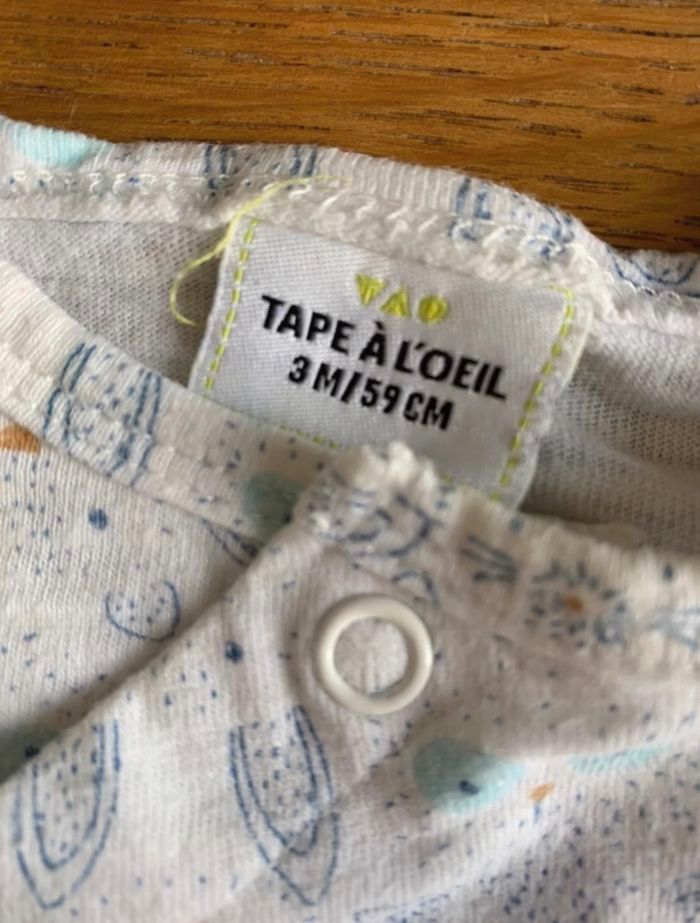 TAO
TAPE À L'OEIL
3 M/59 CM